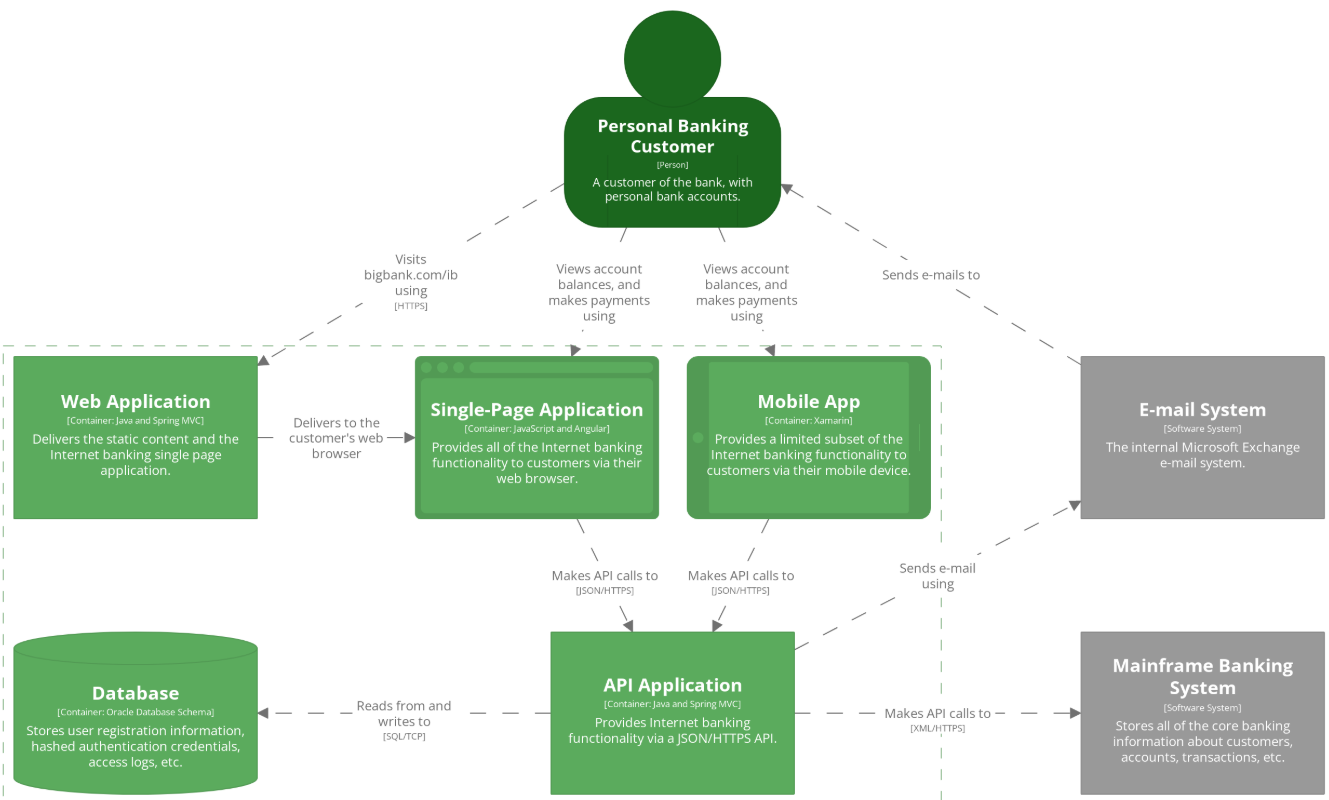 Personal Banking
Customer
[Person]
A customer of the bank, with
personal bank accounts.
Visits
bigbank.com/ib
using
[HTTPS]
Views account
balances, and
makes payments
using
Views account
balances, and
makes payments
using
Sends e-mails to
Web Application
[Container: Java and Spring MVC]
Delivers the static content and the
Internet banking single page
application.
Delivers to the
customer's web
browser
Single-Page Application
[Container: JavaScript and Angular]
Provides all of the Internet banking
functionality to customers via their
web browser.
Mobile App
[Container: Xamarin]
Provides a limited subset of the
Internet banking functionality to
customers via their mobile device.
E-mail System
[Software System]
The internal Microsoft Exchange
e-mail system.
Makes API calls to
[JSON/HTTPS]
Makes API calls to
[JSON/HTTPS]
Sends e-mail
using
Database
[Container: Oracle Database Schema]
Stores user registration information,
hashed authentication credentials,
access logs, etc.
Reads from and
writes to
[SQL/TCP]
API Application
[Container: Java and Spring MVC]
Provides Internet banking
functionality via a JSON/HTTPS API.
Makes API calls to
[XML/HTTPS]
Mainframe Banking
System
[Software System]
Stores all of the core banking
information about customers,
accounts, transactions, etc.